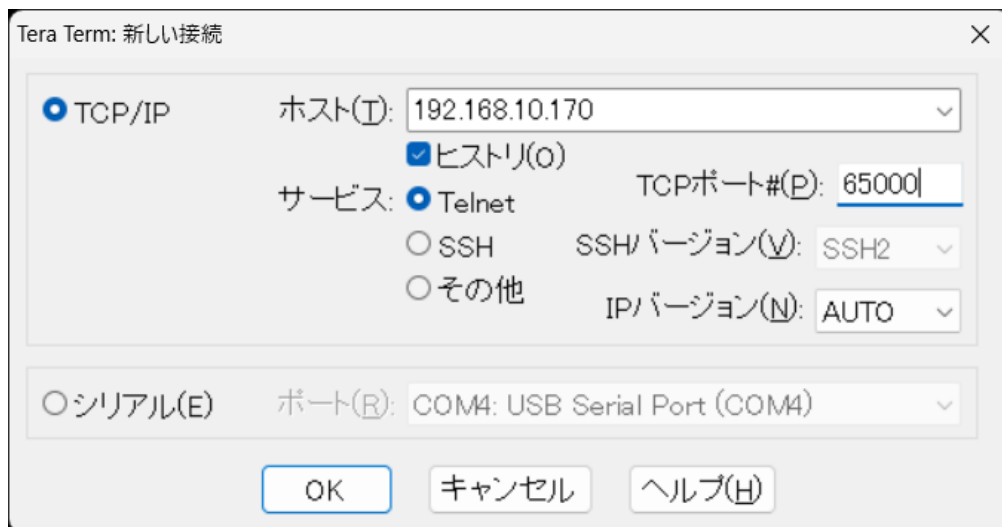 Tera Term: 新しい接続
TCP/IP
ホスト(T): 192.168.10.170
ヒストリ(O)
サービス: Telnet
TCPポート#(P): 65000
SSH
SSHバージョン(V): SSH2
その他
IPバージョン(N): AUTO
シリアル(E)
ポート(R): COM4: USB Serial Port (COM4)
OK
キャンセル
ヘルプ(H)